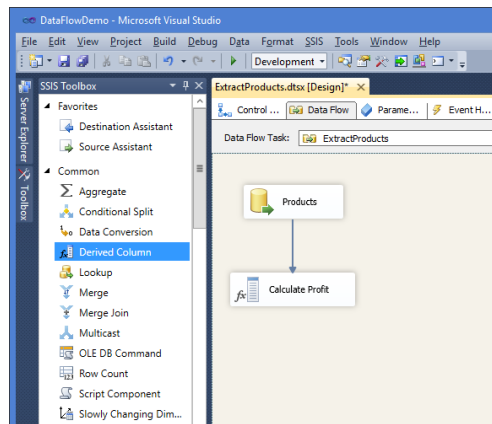 DataFlowDemo - Microsoft Visual Studio
File Edit View Project Build Debug Data Format SSIS Tools Window Help
Development
Server Explorer
Toolbox
SSIS Toolbox
Favorites
Destination Assistant
Source Assistant
Common
Aggregate
Conditional Split
Data Conversion
Derived Column
Lookup
Merge
Merge Join
Multicast
OLE DB Command
Row Count
Script Component
Slowly Changing Dim...
ExtractProducts.dtsx [Design]*
Control ... Data Flow Parame... Event H...
Data Flow Task: ExtractProducts
Products
fx Calculate Profit